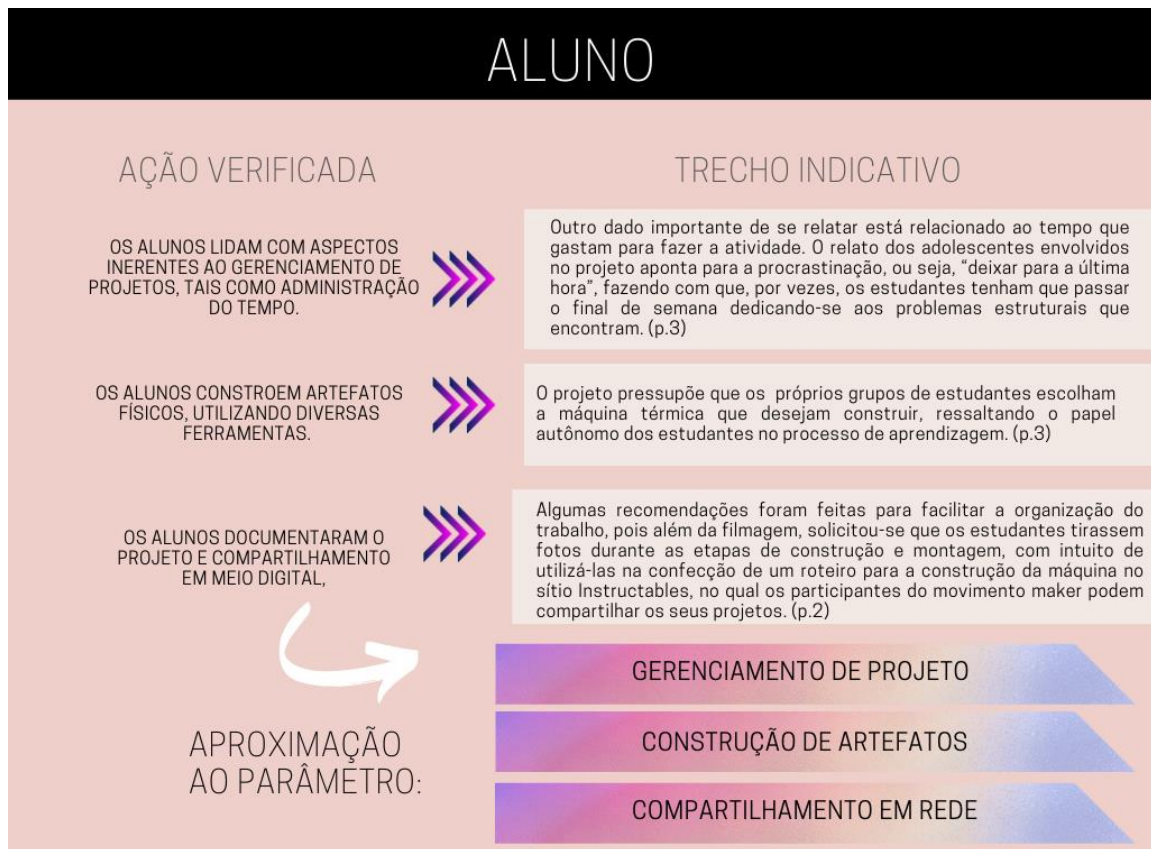 ALUNO
AÇÃO VERIFICADA
TRECHO INDICATIVO
OS ALUNOS LIDAM COM ASPECTOS
INERENTES AO GERENCIAMENTO DE
PROJETOS, TAIS COMO ADMINISTRAÇÃO
DO TEMPO.
Outro dado importante de se relatar está relacionado ao tempo que
gastam para fazer a atividade. O relato dos adolescentes envolvidos
no projeto aponta para a procrastinação, ou seja, “deixar para a última
hora”, fazendo com que, por vezes, os estudantes tenham que passar
o final de semana dedicando-se aos problemas estruturais que
encontram. (p.3)
OS ALUNOS CONSTROEM ARTEFATOS
FÍSICOS, UTILIZANDO DIVERSAS
FERRAMENTAS.
O projeto pressupõe que os próprios grupos de estudantes escolham
a máquina térmica que desejam construir, ressaltando o papel
autônomo dos estudantes no processo de aprendizagem. (p.3)
OS ALUNOS DOCUMENTARAM O
PROJETO E COMPARTILHAMENTO
EM MEIO DIGITAL,
Algumas recomendações foram feitas para facilitar a organização do
trabalho, pois além da filmagem, solicitou-se que os estudantes tirassem
fotos durante as etapas de construção e montagem, com intuito de
utilizá-las na confecção de um roteiro para a construção da máquina no
sítio Instructables, no qual os participantes do movimento maker podem
compartilhar os seus projetos. (p.2)
APROXIMAÇÃO
AO PARÂMETRO:
GERENCIAMENTO DE PROJETO
CONSTRUÇÃO DE ARTEFATOS
COMPARTILHAMENTO EM REDE